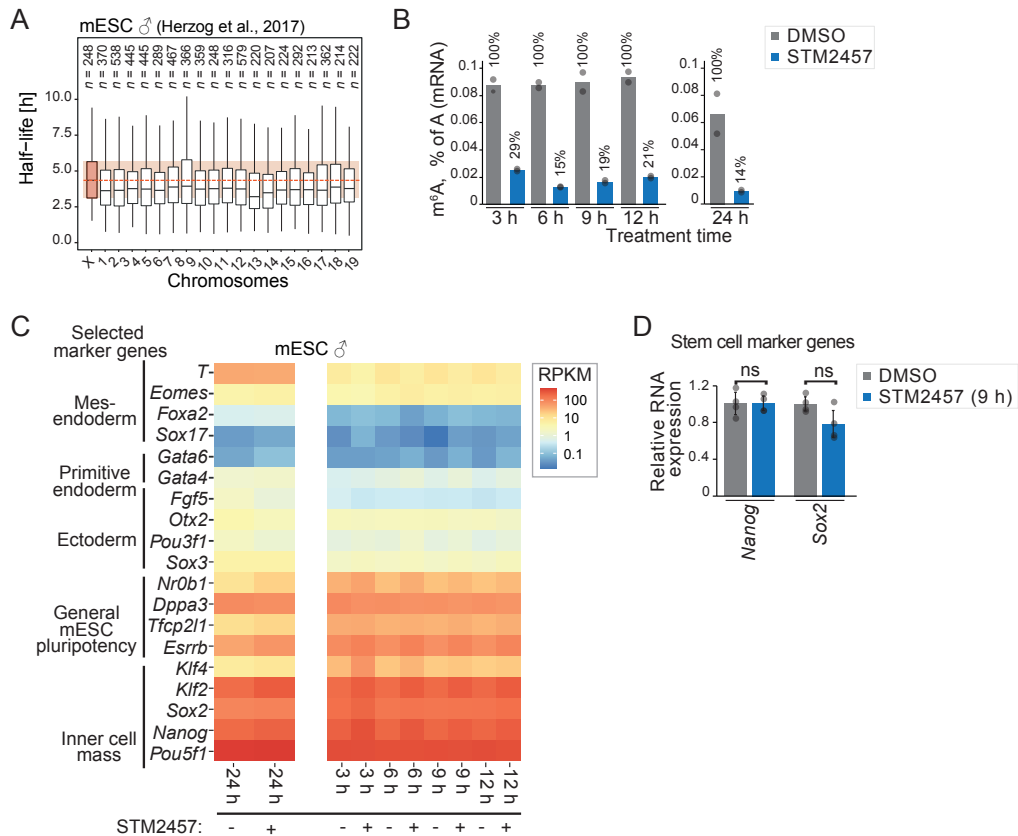 A
mESC ♂ (Herzog et al., 2017)
n = 248
n = 370
n = 538
n = 445
n = 445
n = 289
n = 467
n = 366
n = 359
n = 248
n = 316
n = 579
n = 220
n = 207
n = 224
n = 292
n = 213
n = 362
n = 214
n = 222
Half-life [h]
10.0
7.5
5.0
2.5
0.0
X 1 2 3 4 5 6 7 8 9 10 11 12 13 14 15 16 17 18 19
Chromosomes
B
DMSO
STM2457
m⁶A, % of A (mRNA)
0.1
0.08
0.06
0.04
0.02
0
100% 29% 100% 15% 100% 19% 100% 21%
3 h 6 h 9 h 12 h
0.1
0.08
0.06
0.04
0.02
0
100% 14%
24 h
Treatment time
C
Selected
marker genes
mESC ♂
Mes-
endoderm
Primitive
endoderm
Ectoderm
General
mESC
pluripotency
Inner cell
mass
T
Eomes
Foxa2
Sox17
Gata6
Gata4
Fgf5
Otx2
Pou3f1
Sox3
Nr0b1
Dppa3
Tfcp2l1
Esrrb
Klf4
Klf2
Sox2
Nanog
Pou5f1
RPKM
100
10
1
0.1
24 h 24 h 3 h 3 h 6 h 6 h 9 h 9 h 12 h 12 h
STM2457: - + - + - + - + - +
D
Stem cell marker genes
DMSO
STM2457 (9 h)
ns ns
Relative RNA
expression
1.2
0.8
0.4
0
Nanog Sox2